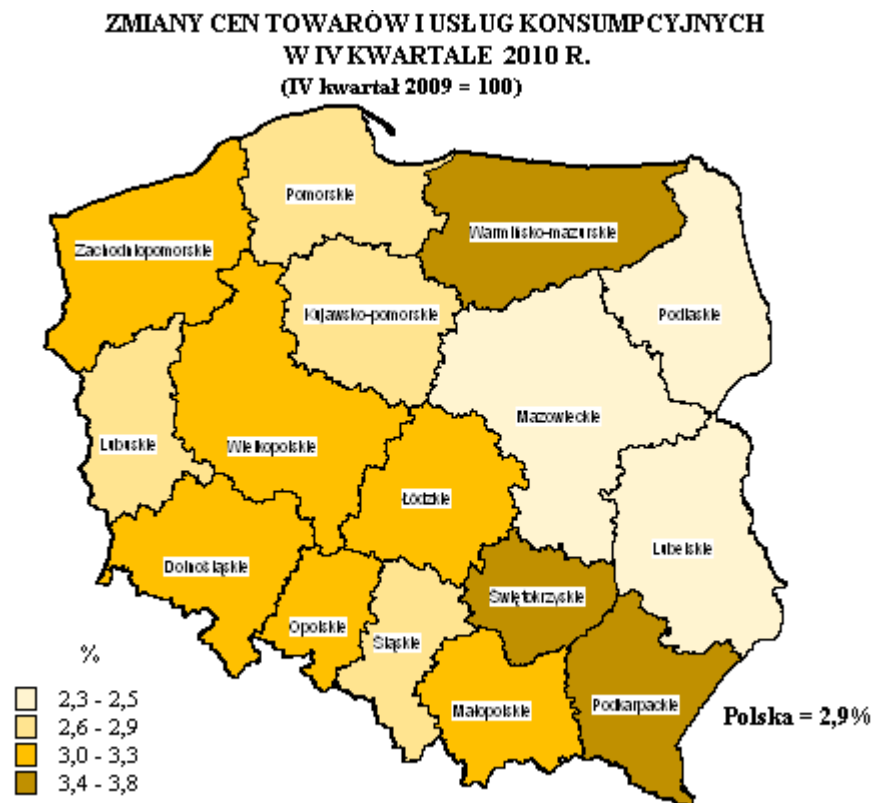 ZMIANY CEN TOWARÓW I USŁUG KONSUMPCYJNYCH
W IV KWARTALE 2010 R.
(IV kwartał 2009 = 100)
Pomorskie
Warmińsko-mazurskie
Zachodniopomorskie
Kujawsko-pomorskie
Podlaskie
Mazowieckie
Lubuskie
Wielkopolskie
Łódzkie
Lubelskie
Dolnośląskie
Świętokrzyskie
Opolskie
Śląskie
Podkarpackie
Małopolskie
Polska = 2,9%
%
2,3 - 2,5
2,6 - 2,9
3,0 - 3,3
3,4 - 3,8